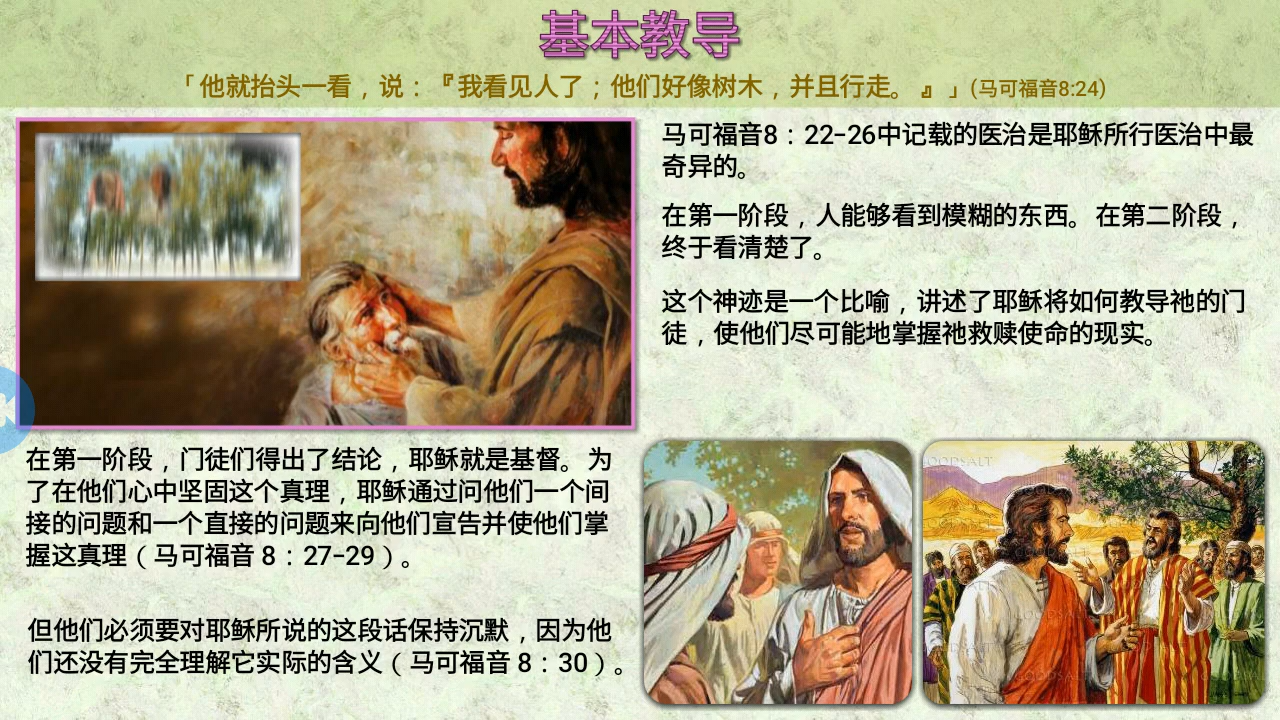 基本教导
「他就抬头一看，说：『我看见人了；他们好像树木，并且行走。』」(马可福音8:24)
马可福音8：22-26中记载的医治是耶稣所行医治中最
奇异的。
在第一阶段，人能够看到模糊的东西。在第二阶段，
终于看清楚了。
这个神迹是一个比喻，讲述了耶稣将如何教导祂的门
徒，使他们尽可能地掌握祂救赎使命的现实。
在第一阶段，门徒们得出了结论，耶稣就是基督。为
了在他们心中坚固这个真理，耶稣通过问他们一个间
接的问题和一个直接的问题来向他们宣告并使他们掌
握这真理（马可福音 8：27-29）。
但他们必须要对耶稣所说的这段话保持沉默，因为他
们还没有完全理解它实际的含义（马可福音 8：30）。
GOODSALT